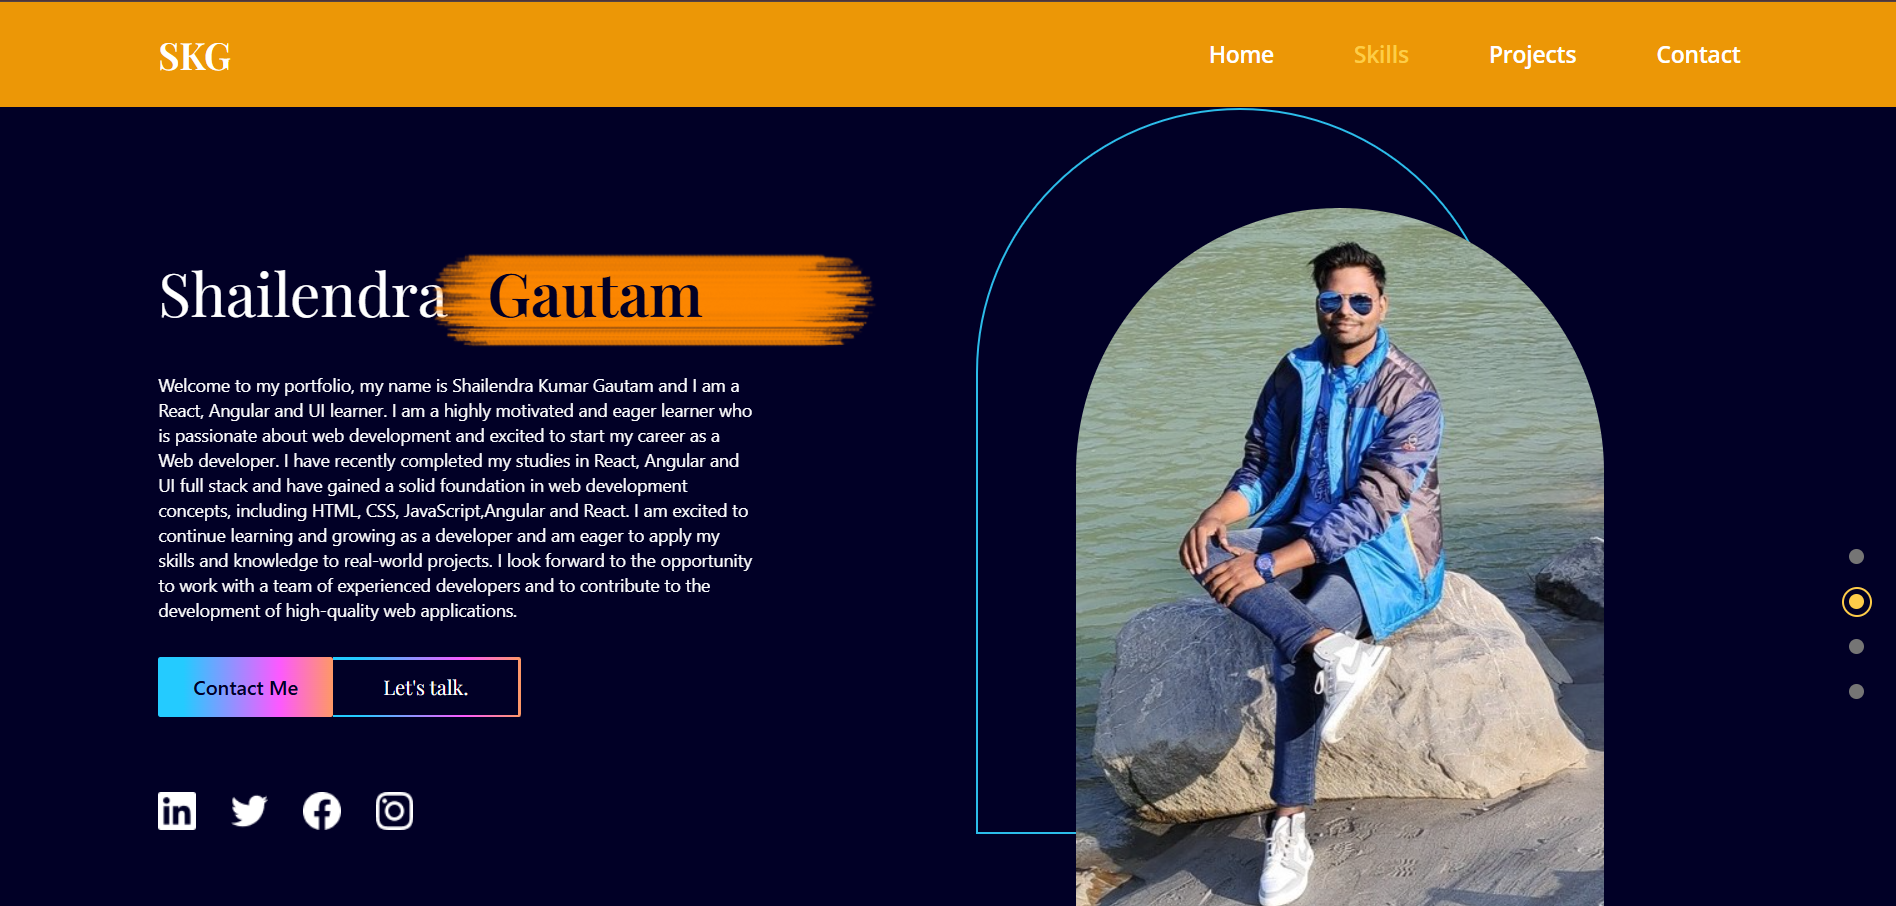 SKG
Home Skills Projects Contact
Shailendra Gautam
Welcome to my portfolio, my name is Shailendra Kumar Gautam and I am a
React, Angular and UI learner. I am a highly motivated and eager learner who
is passionate about web development and excited to start my career as a
Web developer. I have recently completed my studies in React, Angular and
UI full stack and have gained a solid foundation in web development
concepts, including HTML, CSS, JavaScript,Angular and React. I am excited to
continue learning and growing as a developer and am eager to apply my
skills and knowledge to real-world projects. I look forward to the opportunity
to work with a team of experienced developers and to contribute to the
development of high-quality web applications.
Contact Me
Let's talk.
in